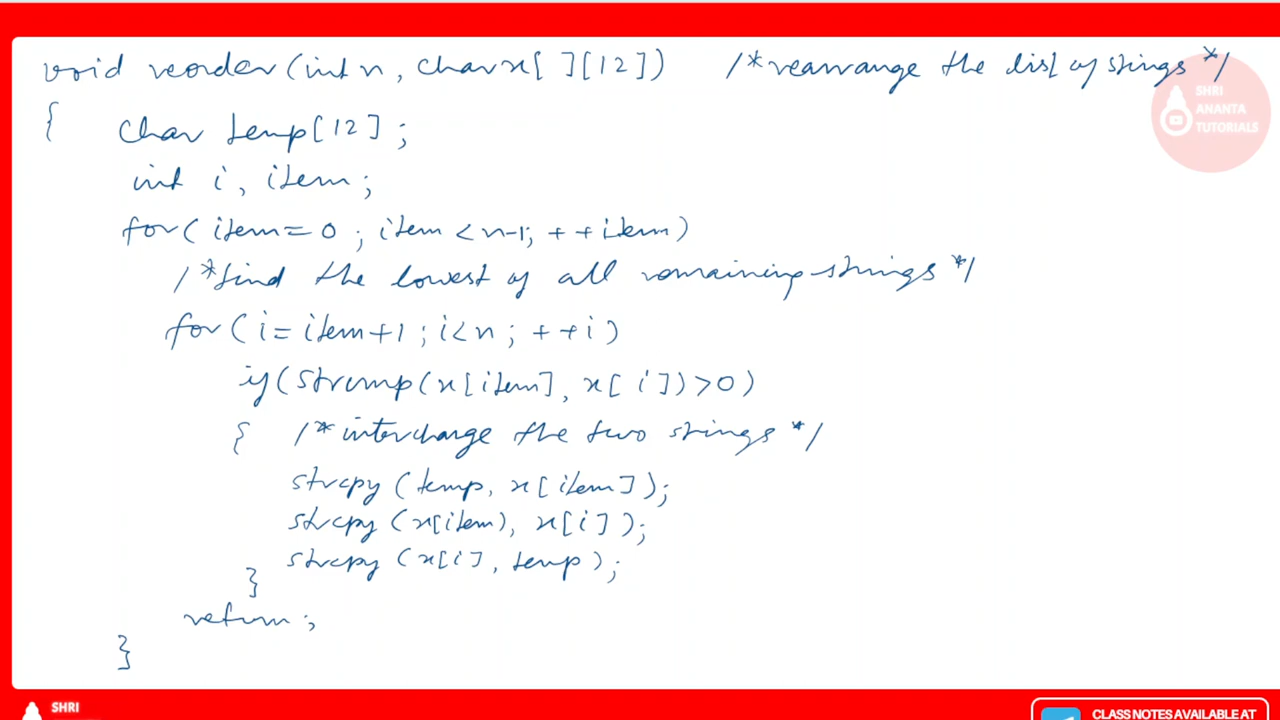 void reorder(int n, char x[ ][12]) /*rearrange the list of stings*/
SHRI
ANANTA
TUTORIALS
{ char temp[12];
int i, item;
for( item=0 ; item<n-1; ++item)
/*find the lowest of all remaining strings*/
for(i=item+1; i<n; ++i)
if(strcmp(x[item], x[i])>0)
{ /*interchange the two stings*/
strcpy (temp, x[item]);
strcpy (x[item), x[i]);
strcpy (x[i], temp);
}
return;
}
SHRI
CLASS NOTES AVAILABLE AT